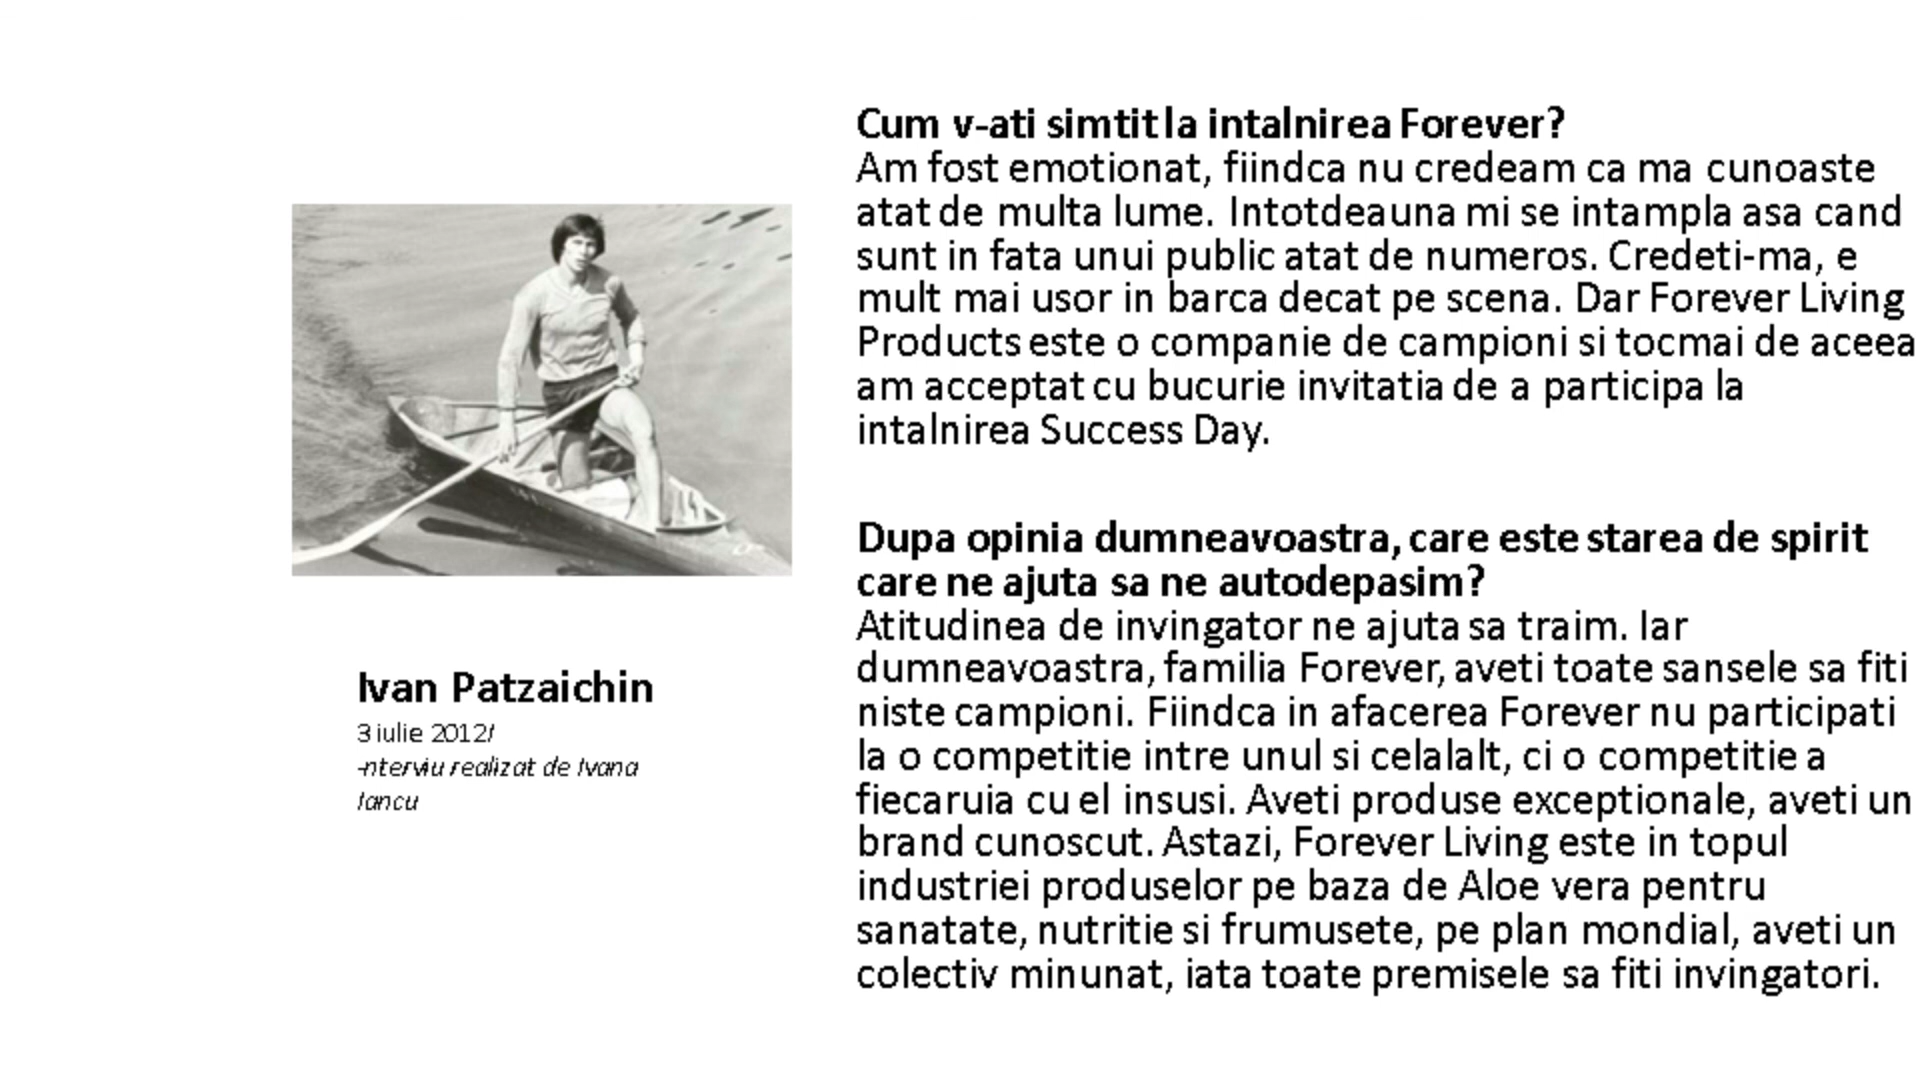 Cum v-ati simtit la intalnirea Forever?
Am fost emotionat, fiindca nu credeam ca ma cunoaste
atat de multa lume. Intotdeauna mi se intampla asa cand
sunt in fata unui public atat de numeros. Credeti-ma, e
mult mai usor in barca decat pe scena. Dar Forever Living
Products este o companie de campioni si tocmai de aceea
am acceptat cu bucurie invitatia de a participa la
intalnirea Success Day.
Dupa opinia dumneavoastra, care este starea de spirit
care ne ajuta sa ne autodepasim?
Atitudinea de invingator ne ajuta sa traim. Iar
dumneavoastra, familia Forever, aveti toate sansele sa fiti
niste campioni. Fiindca in afacerea Forever nu participati
la o competitie intre unul si celalalt, ci o competitie a
fiecaruia cu el insusi. Aveti produse exceptionale, aveti un
brand cunoscut. Astazi, Forever Living este in topul
industriei produselor pe baza de Aloe vera pentru
sanatate, nutritie si frumusete, pe plan mondial, aveti un
colectiv minunat, iata toate premisele sa fiti invingatori.
Ivan Patzaichin
3 iulie 2012/
-nterviu realizat de Ivana
Iancu